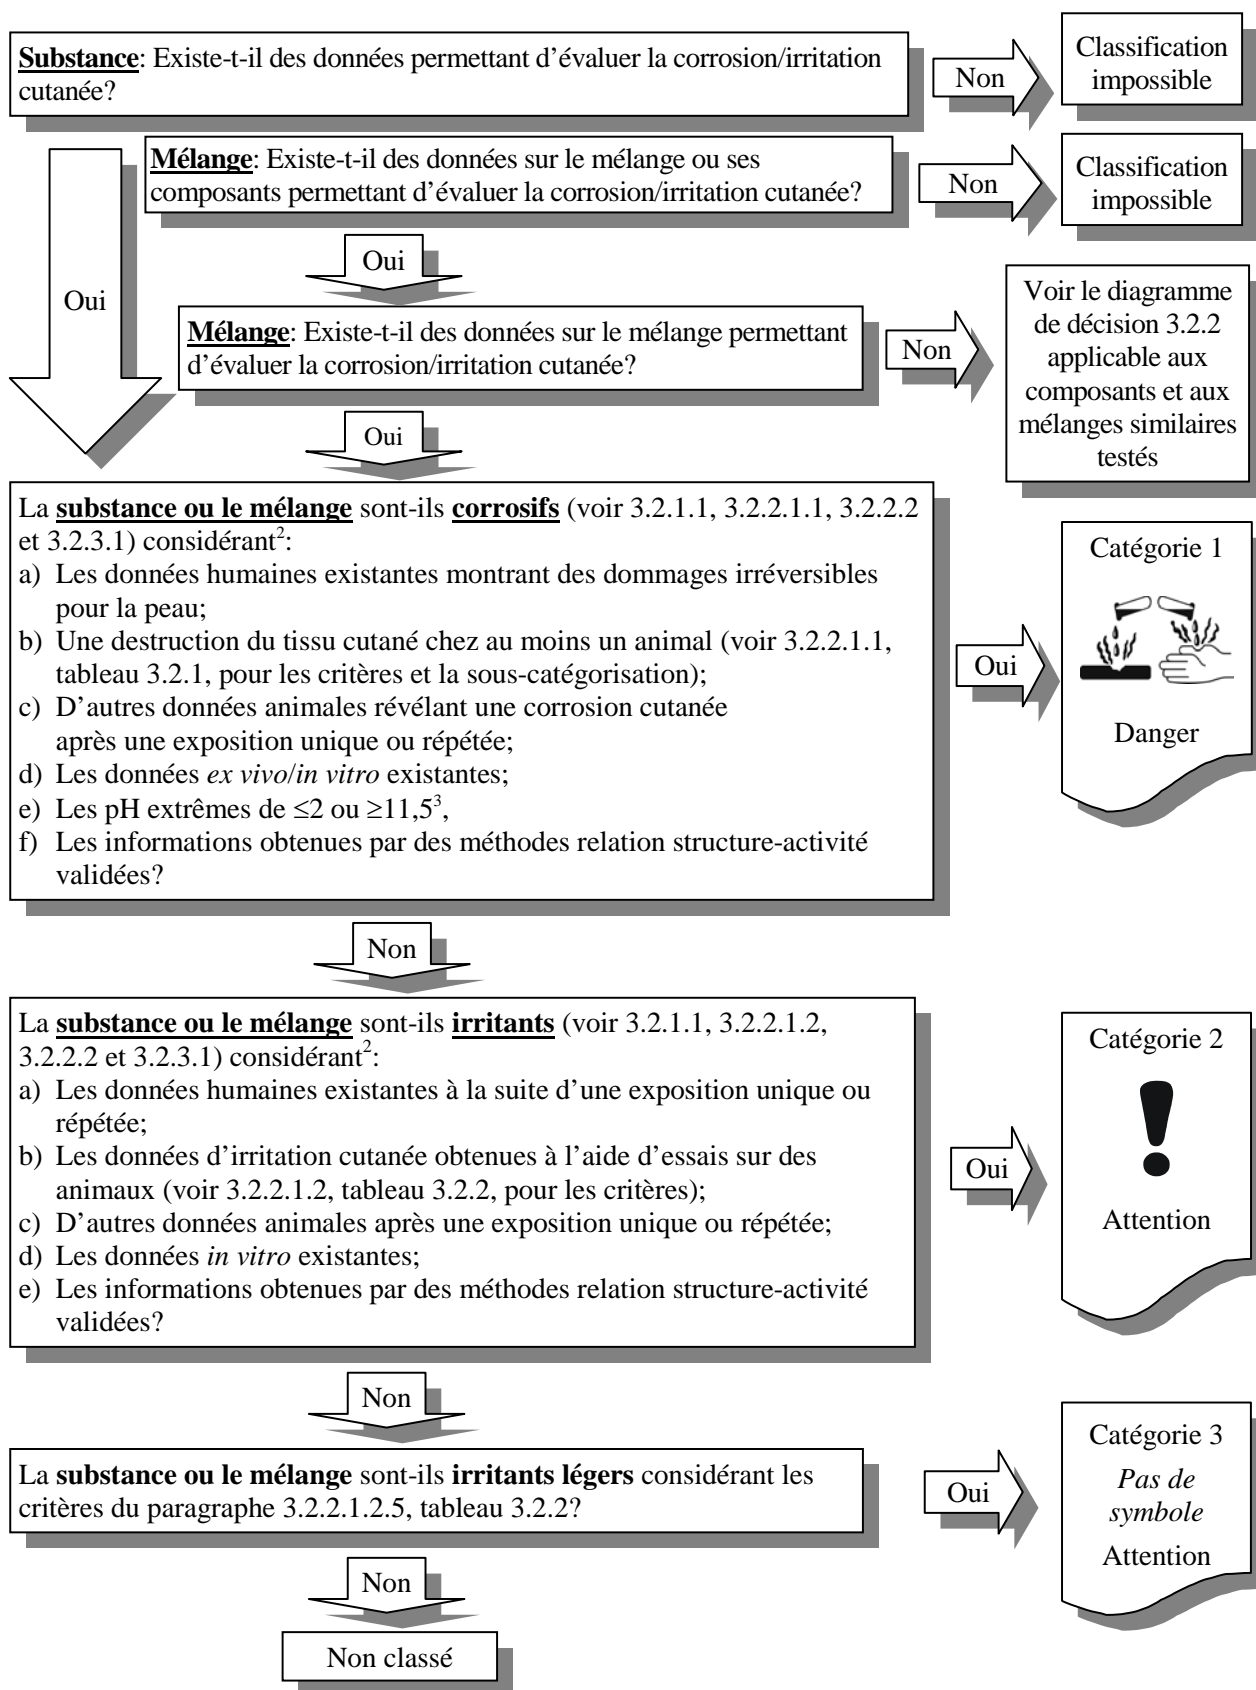 Substance: Existe-t-il des données permettant d’évaluer la corrosion/irritation
cutanée?
Non
Classification
impossible
Mélange: Existe-t-il des données sur le mélange ou ses
composants permettant d’évaluer la corrosion/irritation cutanée?
Non
Classification
impossible
Oui
Oui
Mélange: Existe-t-il des données sur le mélange permettant
d’évaluer la corrosion/irritation cutanée?
Non
Voir le diagramme
de décision 3.2.2
applicable aux
composants et aux
mélanges similaires
testés
Oui
La substance ou le mélange sont-ils corrosifs (voir 3.2.1.1, 3.2.2.1.1, 3.2.2.2
et 3.2.3.1) considérant²:
a) Les données humaines existantes montrant des dommages irréversibles
pour la peau;
b) Une destruction du tissu cutané chez au moins un animal (voir 3.2.2.1.1,
tableau 3.2.1, pour les critères et la sous-catégorisation);
c) D’autres données animales révélant une corrosion cutanée
après une exposition unique ou répétée;
d) Les données ex vivo/in vitro existantes;
e) Les pH extrêmes de ≤2 ou ≥11,5³,
f) Les informations obtenues par des méthodes relation structure-activité
validées?
Oui
Catégorie 1
Danger
Non
La substance ou le mélange sont-ils irritants (voir 3.2.1.1, 3.2.2.1.2,
3.2.2.2 et 3.2.3.1) considérant²:
a) Les données humaines existantes à la suite d’une exposition unique ou
répétée;
b) Les données d’irritation cutanée obtenues à l’aide d’essais sur des
animaux (voir 3.2.2.1.2, tableau 3.2.2, pour les critères);
c) D’autres données animales après une exposition unique ou répétée;
d) Les données in vitro existantes;
e) Les informations obtenues par des méthodes relation structure-activité
validées?
Oui
Catégorie 2
Attention
Non
La substance ou le mélange sont-ils irritants légers considérant les
critères du paragraphe 3.2.2.1.2.5, tableau 3.2.2?
Oui
Catégorie 3
Pas de
symbole
Attention
Non
Non classé